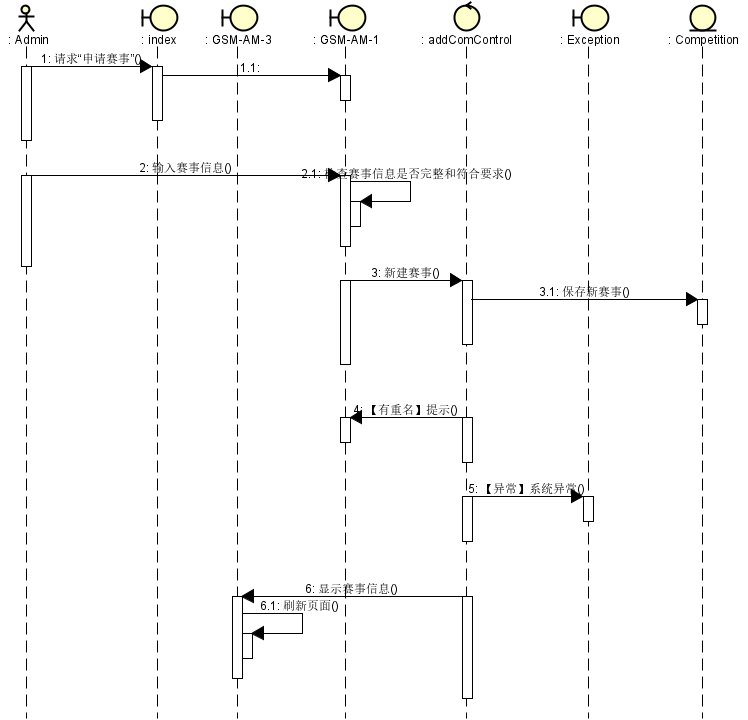 : Admin
: index
: GSM-AM-3
: GSM-AM-1
: addComControl
: Exception
: Competition
1: 请求“申请赛事”()
1.1:
2: 输入赛事信息()
2.1: 检查赛事信息是否完整和符合要求()
3: 新建赛事()
3.1: 保存新赛事()
4: 【有重名】提示()
5: 【异常】系统异常()
6: 显示赛事信息()
6.1: 刷新页面()